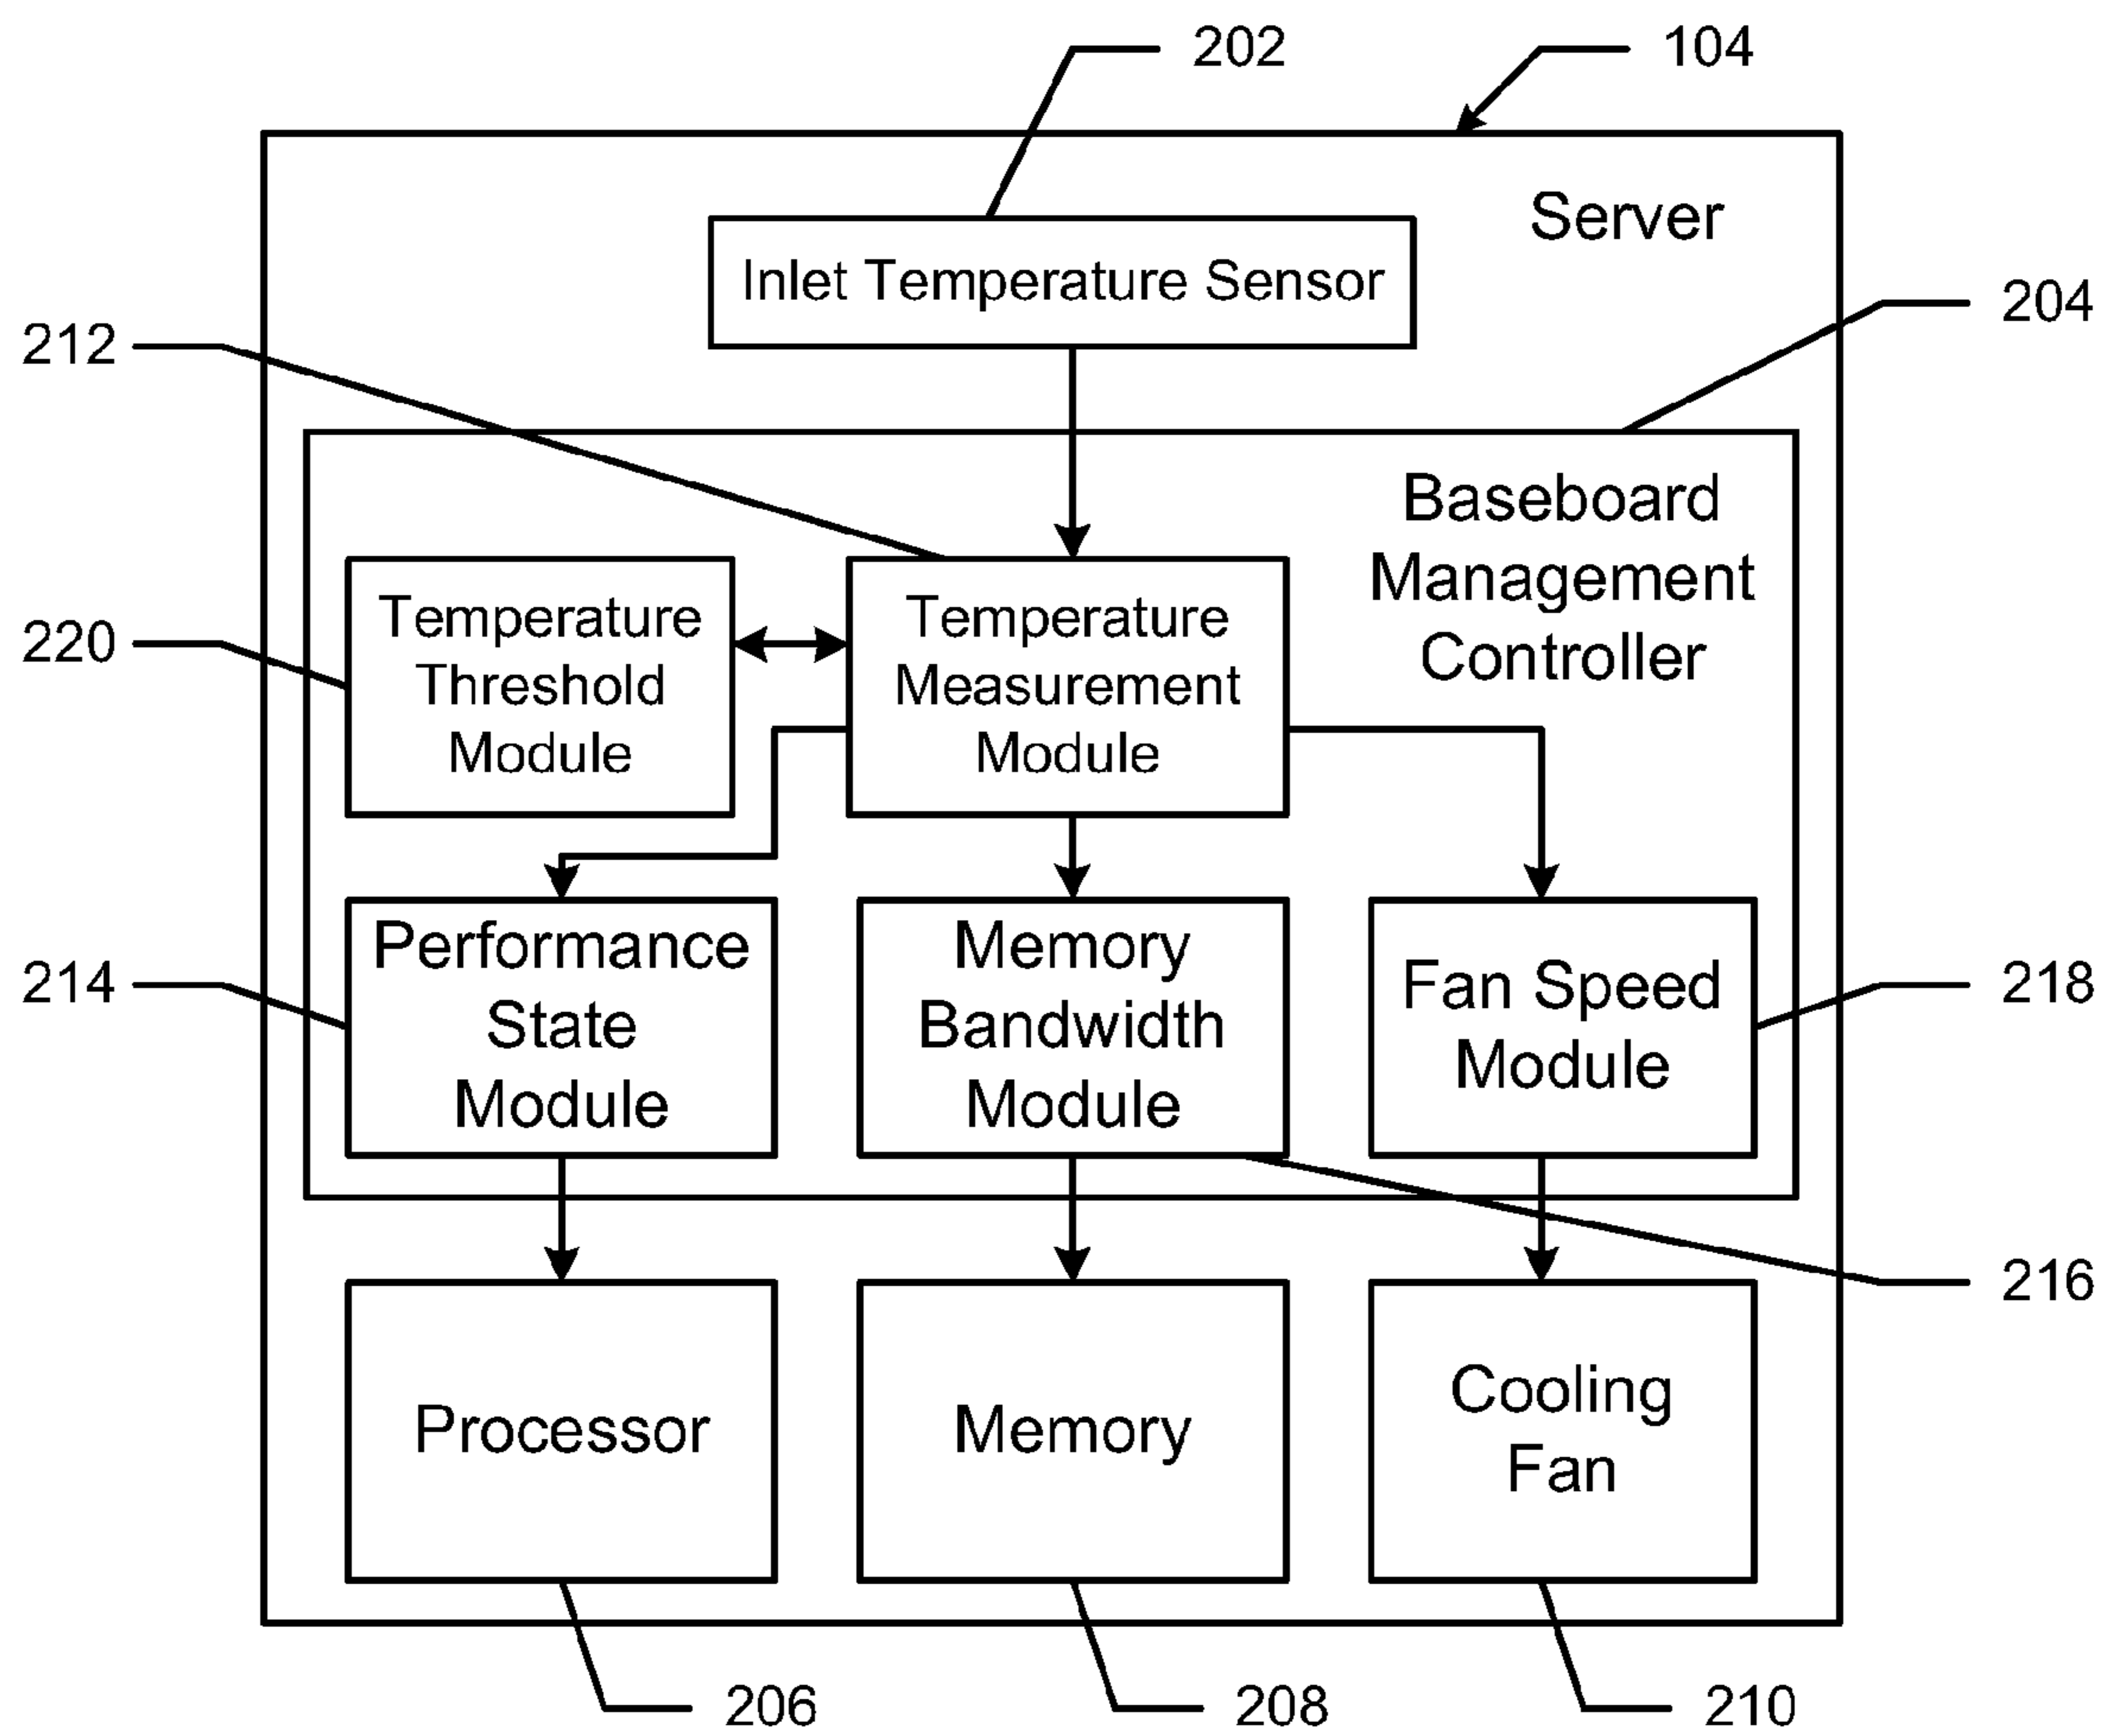 202
104
Server
Inlet Temperature Sensor
204
212
Baseboard
Management
Controller
Temperature
Threshold
Module
Temperature
Measurement
Module
220
Performance
State
Module
Memory
Bandwidth
Module
Fan Speed
Module
214
218
216
Processor
Memory
Cooling
Fan
206
208
210